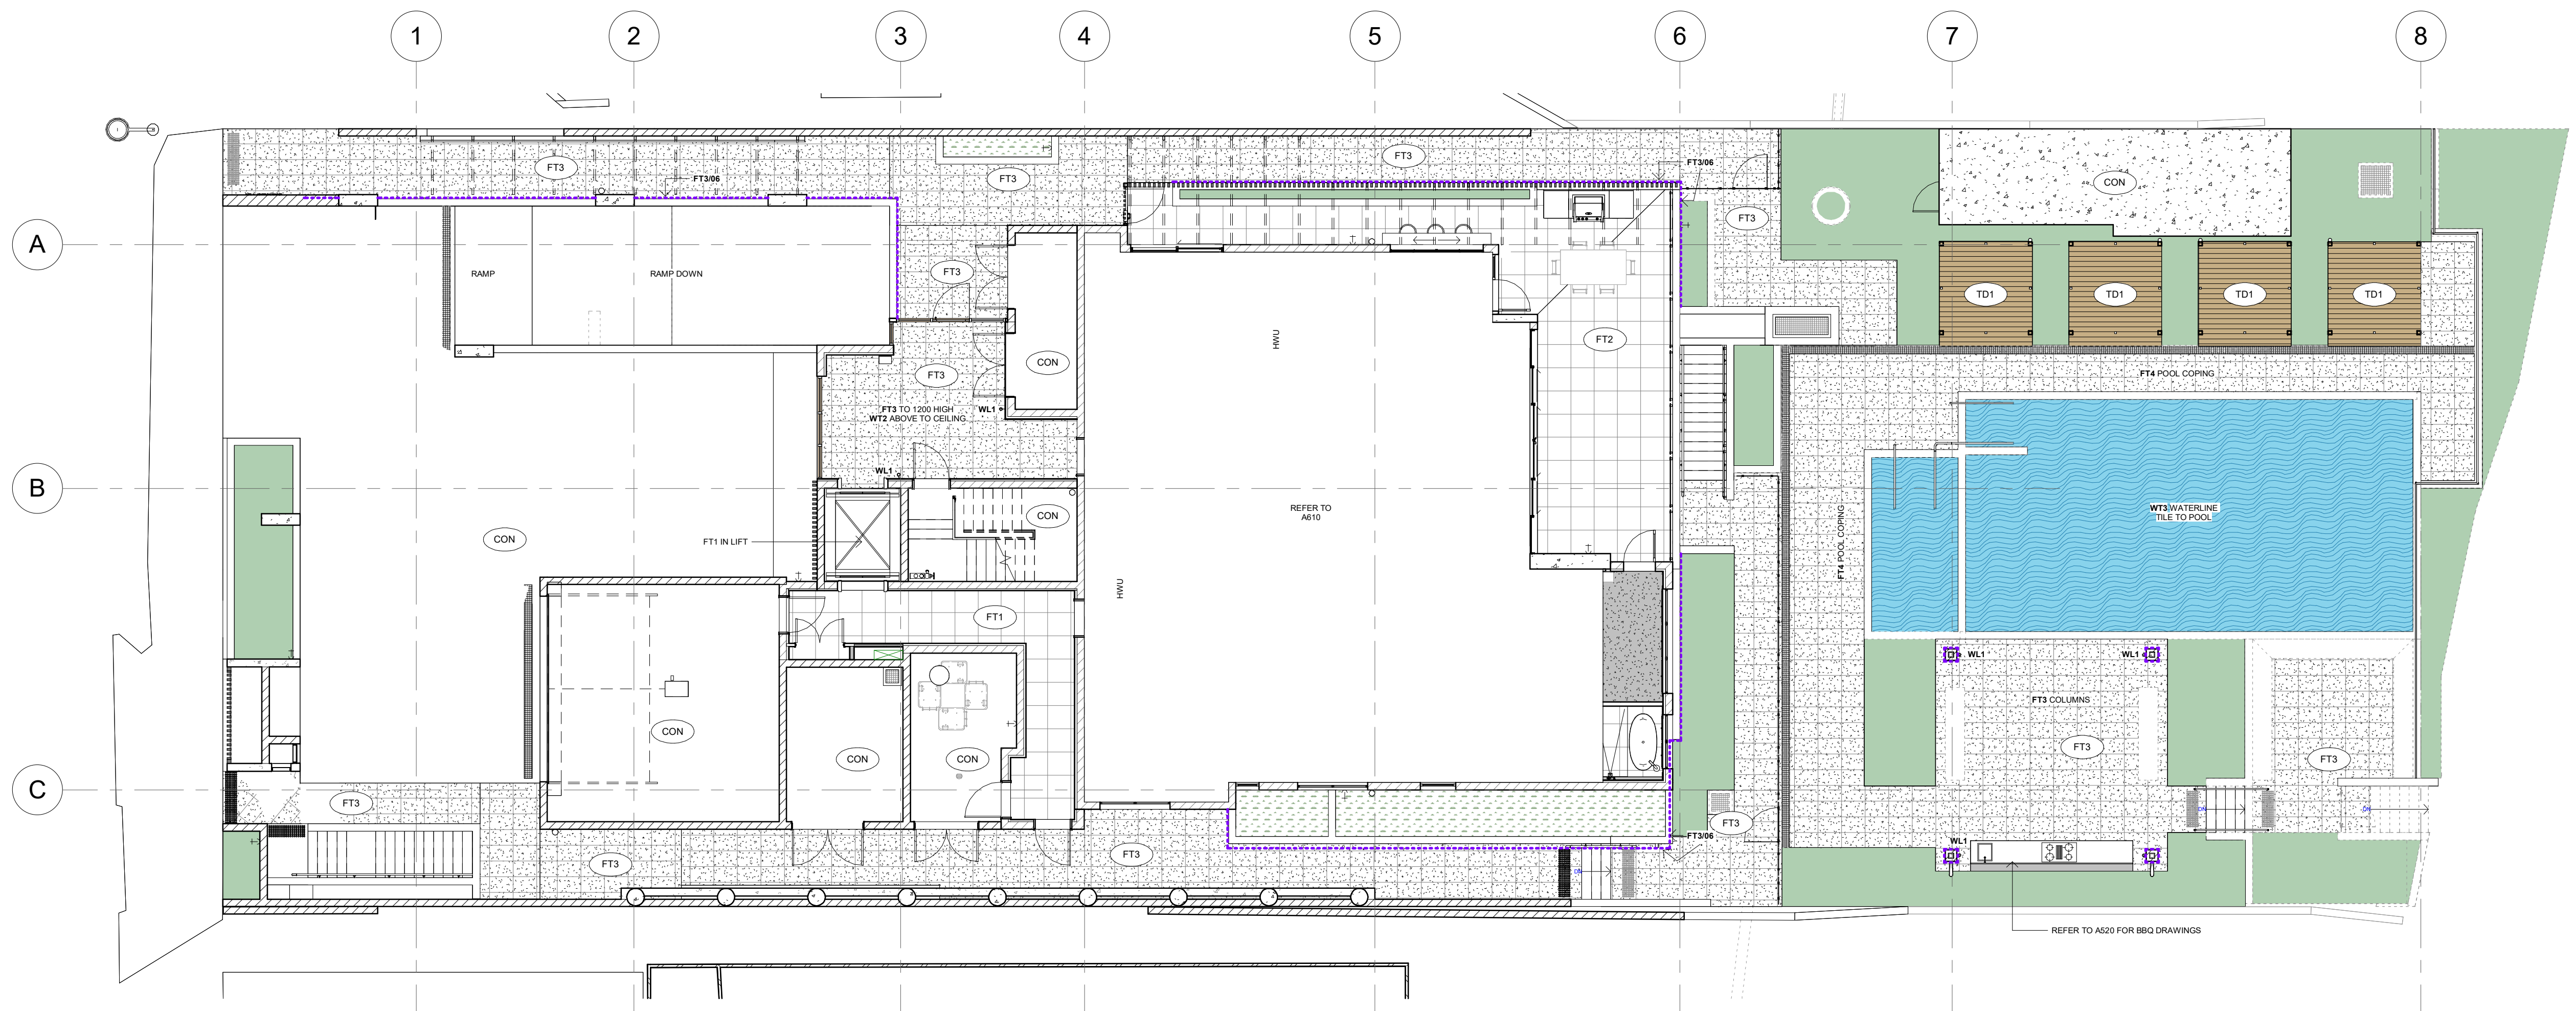 1 2 3 4 5 6 7 8
FT3
FT3/06
FT3
FT3
FT3/06
FT3
CON
A
RAMP
RAMP DOWN
FT3
TD1
TD1
TD1
TD1
HWU
FT2
CON
FT3
FT4 POOL COPING
FT3 TO 1200 HIGH
WT2 ABOVE TO CEILING
WL1
WL1
B
CON
REFER TO
A610
WT3 WATERLINE
TILE TO POOL
CON
FT1 IN LIFT
FT4 POOL COPING
HWU
FT1
WL1
WL1
FT3 COLUMNS
CON
FT3
CON
CON
FT3
C
FT3
DN
DN
FT3
FT3/06
WL1
FT3
FT3
DN
REFER TO A520 FOR BBQ DRAWINGS